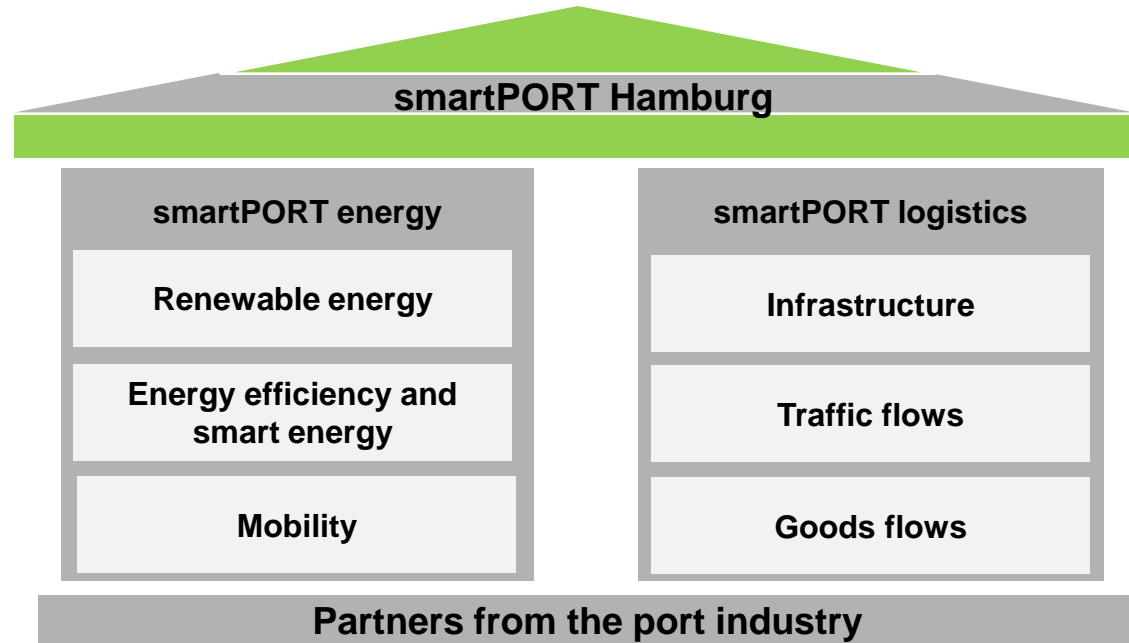 smartPORT Hamburg
smartPORT energy
Renewable energy
Energy efficiency and
smart energy
Mobility
smartPORT logistics
Infrastructure
Traffic flows
Goods flows
Partners from the port industry